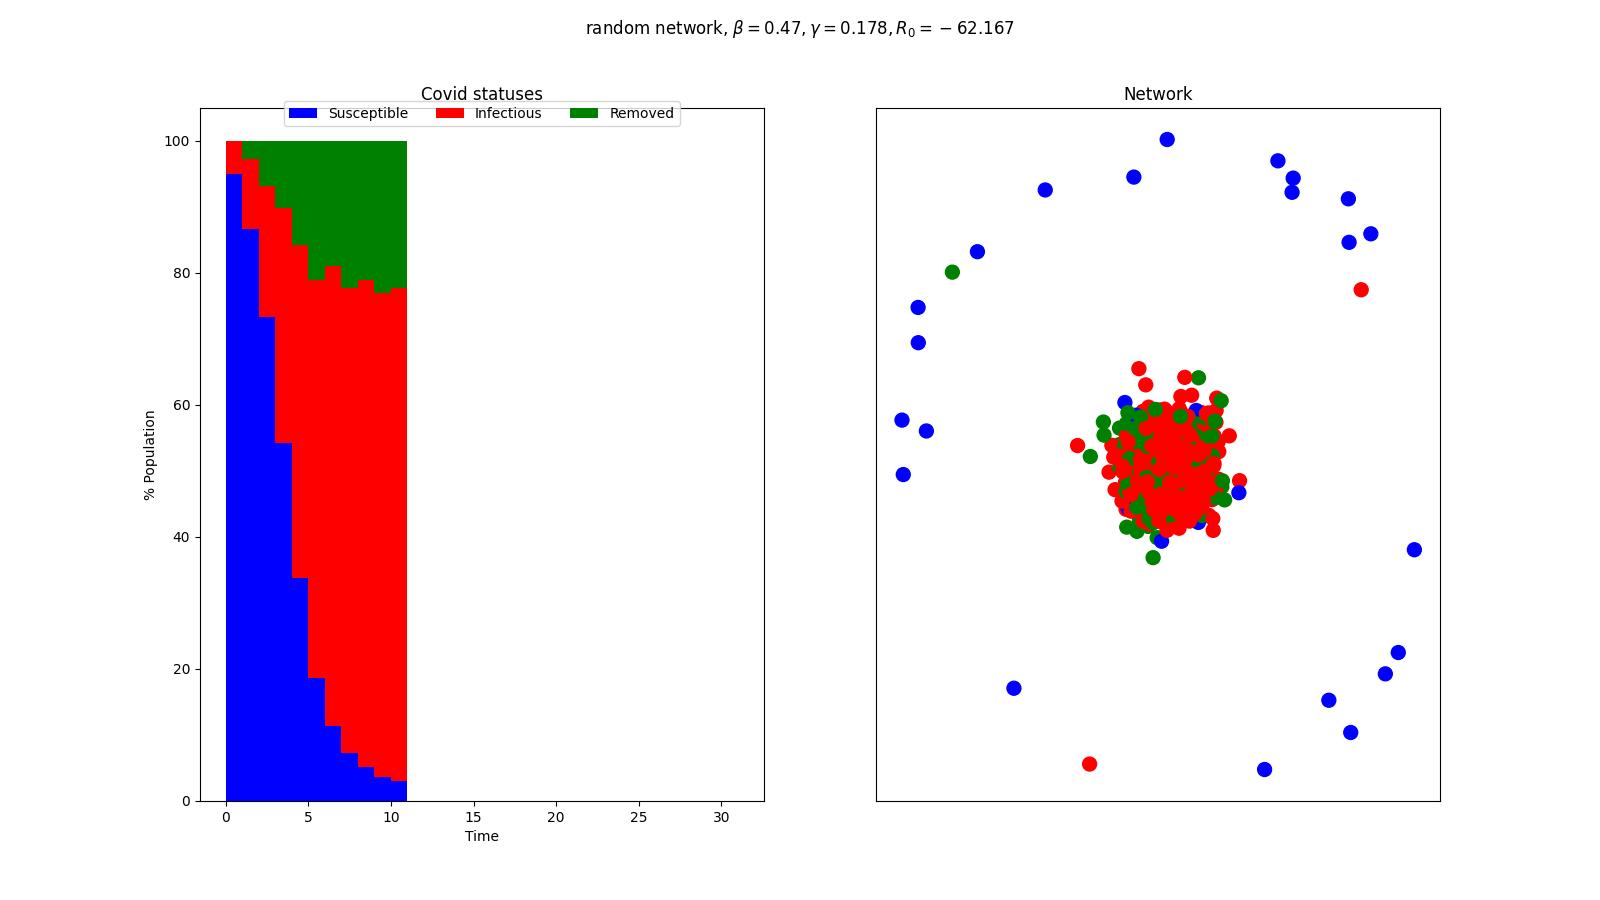 random network, β = 0.47, γ = 0.178, R₀ = − 62.167
Covid statuses
Susceptible Infectious Removed
100
80
60
40
20
0
% Population
0 5 10 15 20 25 30
Time
Network